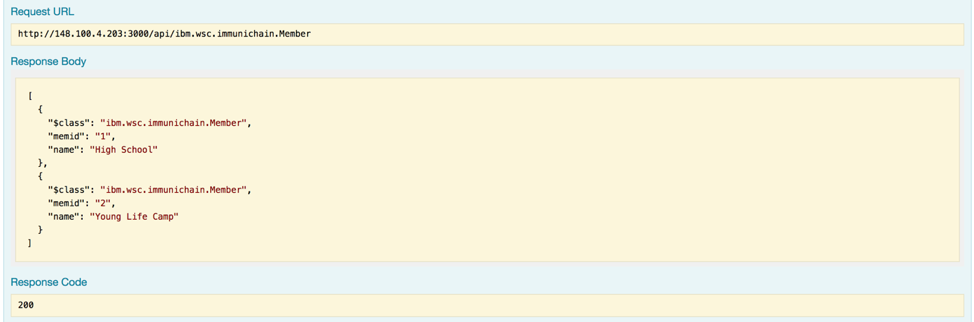 Request URL
http://148.100.4.203:3000/api/ibm.wsc.immunichain.Member
Response Body
[
  {
    "$class": "ibm.wsc.immunichain.Member",
    "memid": "1",
    "name": "High School"
  },
  {
    "$class": "ibm.wsc.immunichain.Member",
    "memid": "2",
    "name": "Young Life Camp"
  }
]
Response Code
200